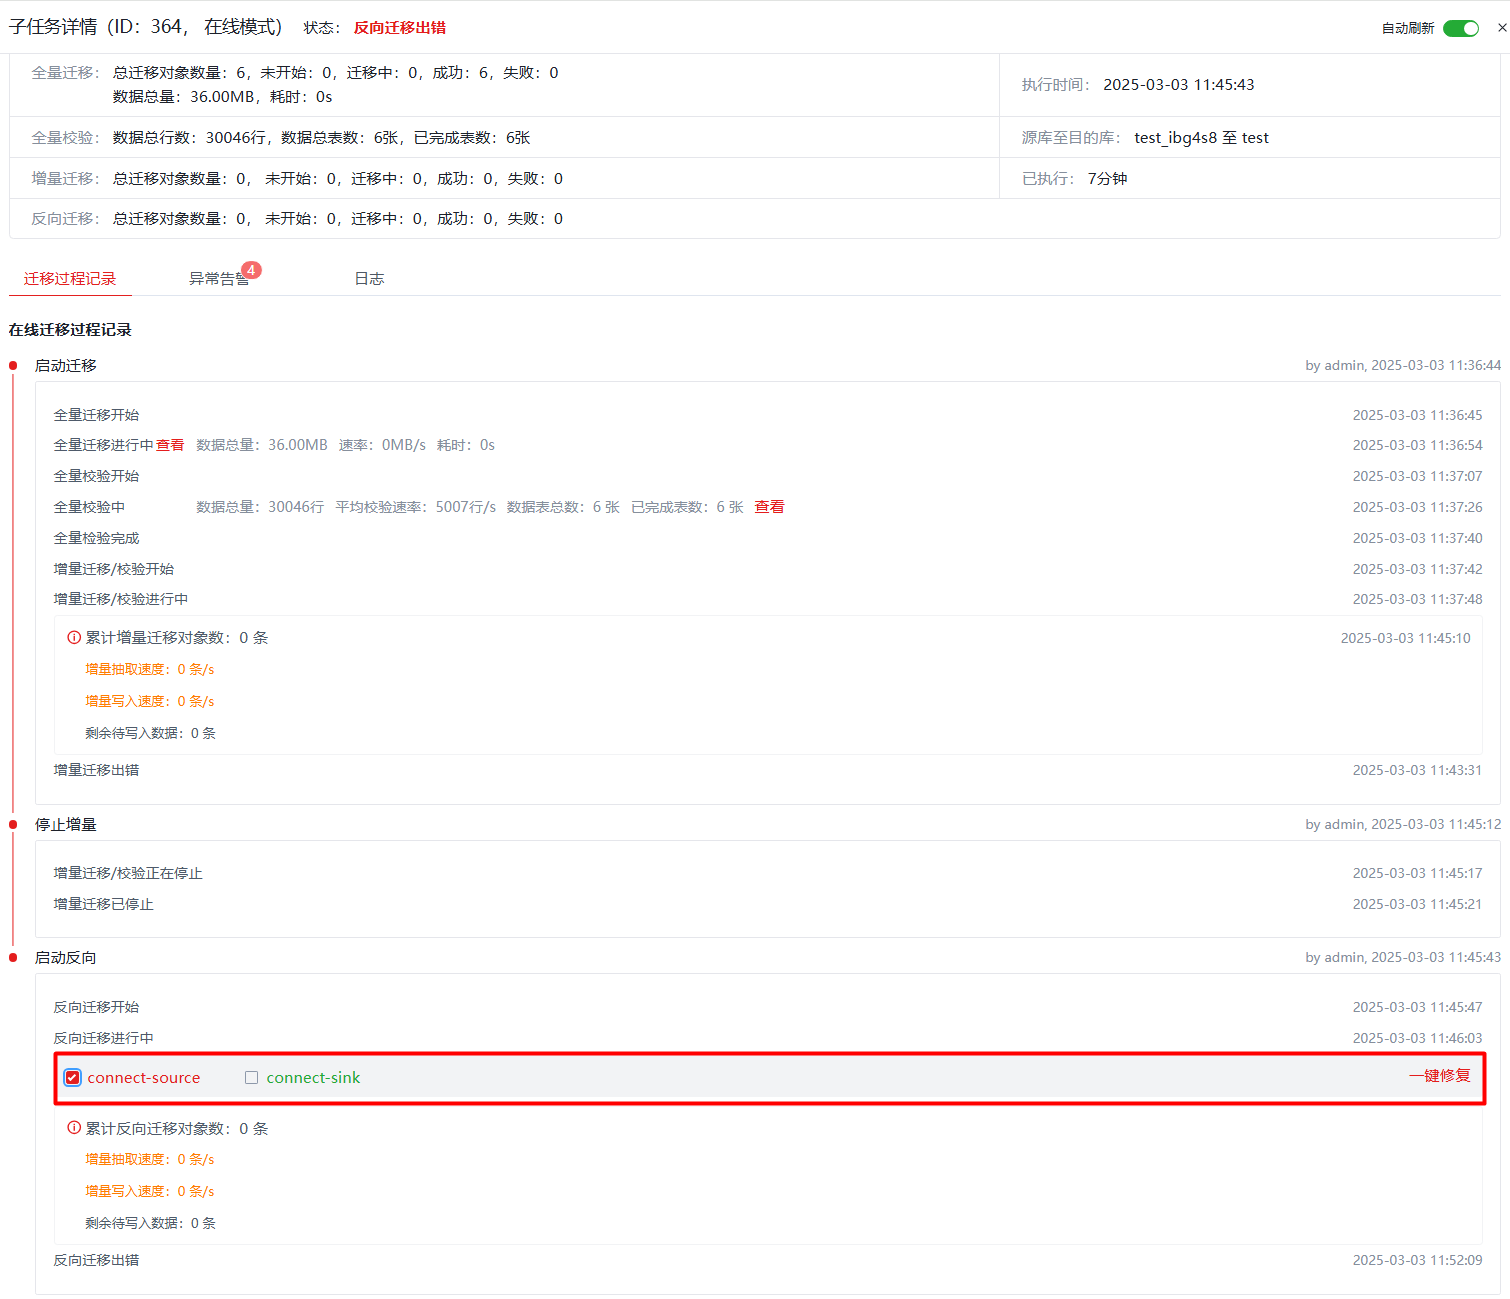 子任务详情（ID：364， 在线模式） 状态： 反向迁移出错 自动刷新
全量迁移： 总迁移对象数量：6，未开始：0，迁移中：0，成功：6，失败：0
数据总量：36.00MB，耗时：0s
执行时间： 2025-03-03 11:45:43
全量校验： 数据总行数：30046行，数据总表数：6张，已完成表数：6张
源库至目的库： test_ibg4s8 至 test
增量迁移： 总迁移对象数量：0， 未开始：0，迁移中：0，成功：0，失败：0
已执行： 7分钟
反向迁移： 总迁移对象数量：0， 未开始：0，迁移中：0，成功：0，失败：0
迁移过程记录 异常告警 4 日志
在线迁移过程记录
启动迁移 by admin, 2025-03-03 11:36:44
全量迁移开始 2025-03-03 11:36:45
全量迁移进行中 查看 数据总量：36.00MB 速率：0MB/s 耗时：0s 2025-03-03 11:36:54
全量校验开始 2025-03-03 11:37:07
全量校验中 数据总量：30046行 平均校验速率：5007行/s 数据表总数：6 张 已完成表数：6 张 查看 2025-03-03 11:37:26
全量检验完成 2025-03-03 11:37:40
增量迁移/校验开始 2025-03-03 11:37:42
增量迁移/校验进行中 2025-03-03 11:37:48
累计增量迁移对象数：0 条 2025-03-03 11:45:10
增量抽取速度：0 条/s
增量写入速度：0 条/s
剩余待写入数据：0 条
增量迁移出错 2025-03-03 11:43:31
停止增量 by admin, 2025-03-03 11:45:12
增量迁移/校验正在停止 2025-03-03 11:45:17
增量迁移已停止 2025-03-03 11:45:21
启动反向 by admin, 2025-03-03 11:45:43
反向迁移开始 2025-03-03 11:45:47
反向迁移进行中 2025-03-03 11:46:03
connect-source connect-sink 一键修复
累计反向迁移对象数：0 条
增量抽取速度：0 条/s
增量写入速度：0 条/s
剩余待写入数据：0 条
反向迁移出错 2025-03-03 11:52:09